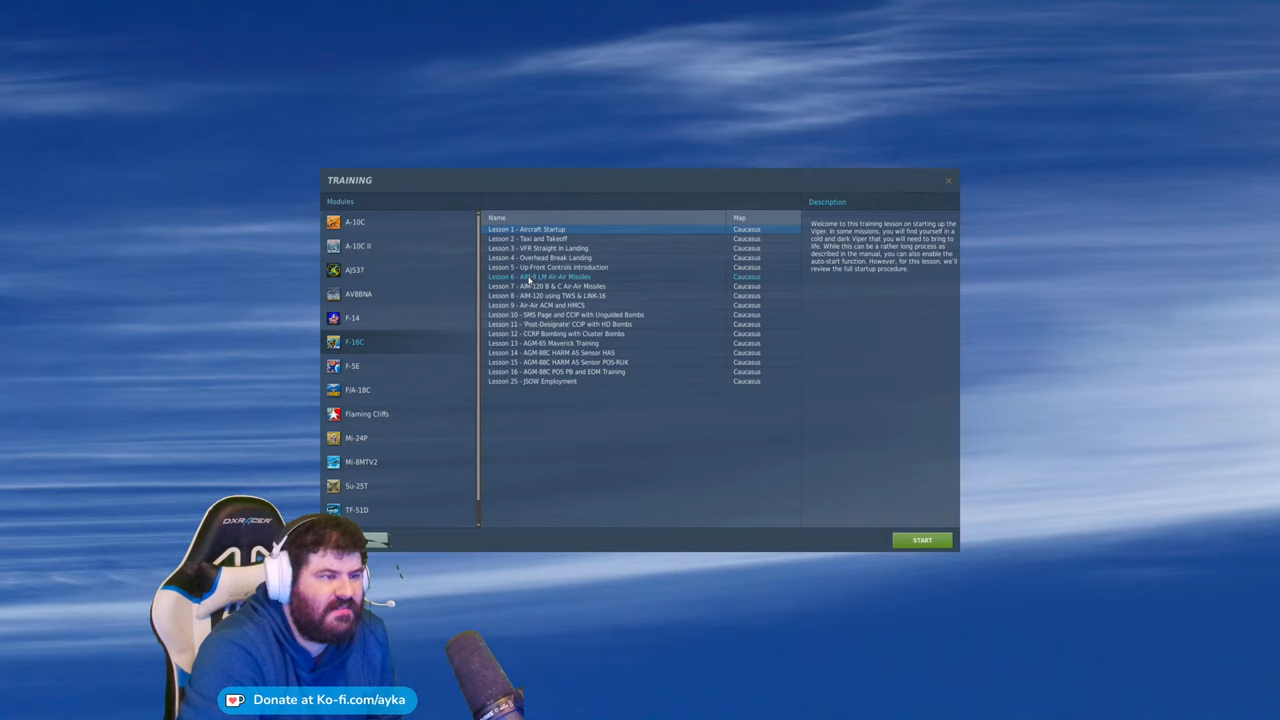 TRAINING
Modules
A-10C
A-10C II
AJS37
AV8BNA
F-14
F-16C
F-5E
F/A-18C
Flaming Cliffs
Mi-24P
Mi-8MTV2
Su-25T
TF-51D
Name Map
Lesson 1 - Aircraft Startup Caucasus
Lesson 2 - Taxi and Takeoff Caucasus
Lesson 3 - VFR Straight In Landing Caucasus
Lesson 4 - Overhead Break Landing Caucasus
Lesson 5 - Up-Front Controls Introduction Caucasus
Lesson 6 - AIM-9 LM Air-Air Missiles Caucasus
Lesson 7 - AIM-120 B & C Air-Air Missiles Caucasus
Lesson 8 - AIM-120 using TWS & LINK-16 Caucasus
Lesson 9 - Air-Air ACM and HMCS Caucasus
Lesson 10 - SMS Page and CCIP with Unguided Bombs Caucasus
Lesson 11 - 'Post-Designate' CCIP with HD Bombs Caucasus
Lesson 12 - CCRP Bombing with Cluster Bombs Caucasus
Lesson 13 - AGM-65 Maverick Training Caucasus
Lesson 14 - AGM-88C HARM AS Sensor HAS Caucasus
Lesson 15 - AGM-88C HARM AS Sensor POS-RUK Caucasus
Lesson 16 - AGM-88C POS PB and EOM Training Caucasus
Lesson 25 - JSOW Employment Caucasus
Description
Welcome to this training lesson on starting up the
Viper. In some missions, you will find yourself in a
cold and dark Viper that you will need to bring to
life. While this can be a rather long process as
described in the manual, you can also enable the
auto-start function. However, for this lesson, we'll
review the full startup procedure.
START
DXRACER
Donate at Ko-fi.com/ayka